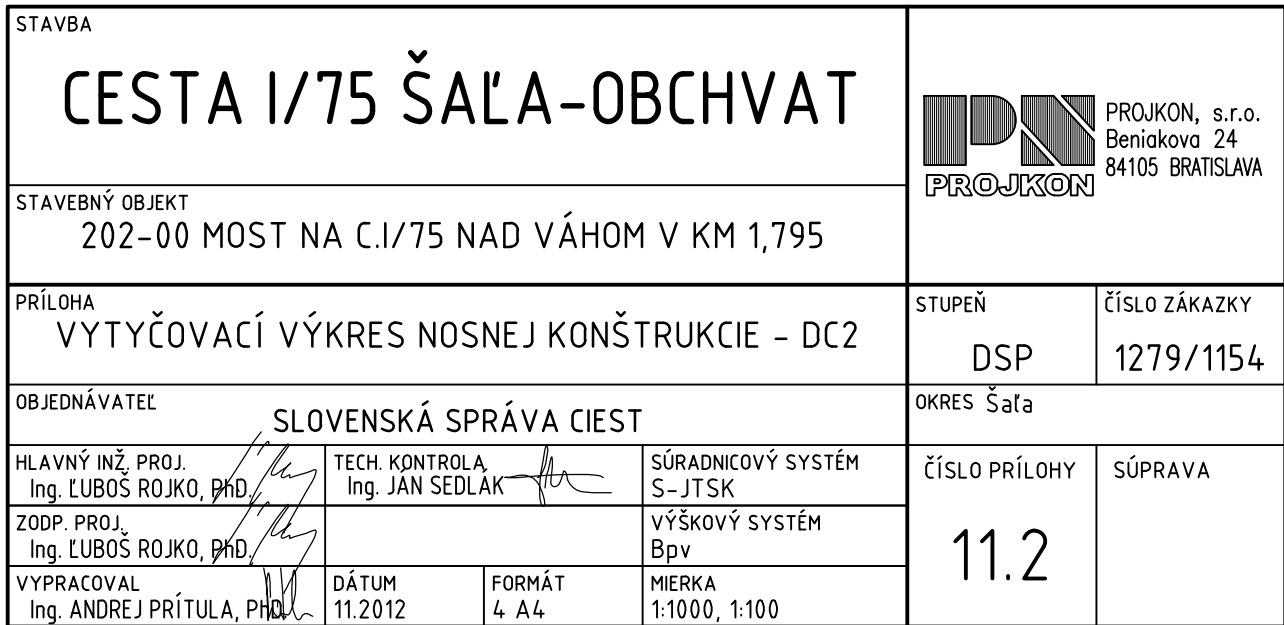 STAVBA
CESTA I/75 ŠAĽA-OBCHVAT
PROJKON
PROJKON, s.r.o.
Beniakova 24
84105 BRATISLAVA
STAVEBNÝ OBJEKT
202-00 MOST NA C.I/75 NAD VÁHOM V KM 1,795
PRÍLOHA
VYTYČOVACÍ VÝKRES NOSNEJ KONŠTRUKCIE - DC2
STUPEŇ
DSP
ČÍSLO ZÁKAZKY
1279/1154
OBJEDNÁVATEĽ
SLOVENSKÁ SPRÁVA CIEST
OKRES Šaľa
HLAVNÝ INŽ. PROJ.
Ing. ĽUBOŠ ROJKO, PhD.
TECH. KONTROLA
Ing. JÁN SEDLÁK
SÚRADNICOVÝ SYSTÉM
S-JTSK
ČÍSLO PRÍLOHY
11.2
SÚPRAVA
ZODP. PROJ.
Ing. ĽUBOŠ ROJKO, PhD.
VÝŠKOVÝ SYSTÉM
Bpv
VYPRACOVAL
Ing. ANDREJ PRÍTULA, PhD.
DÁTUM
11.2012
FORMÁT
4 A4
MIERKA
1:1000, 1:100